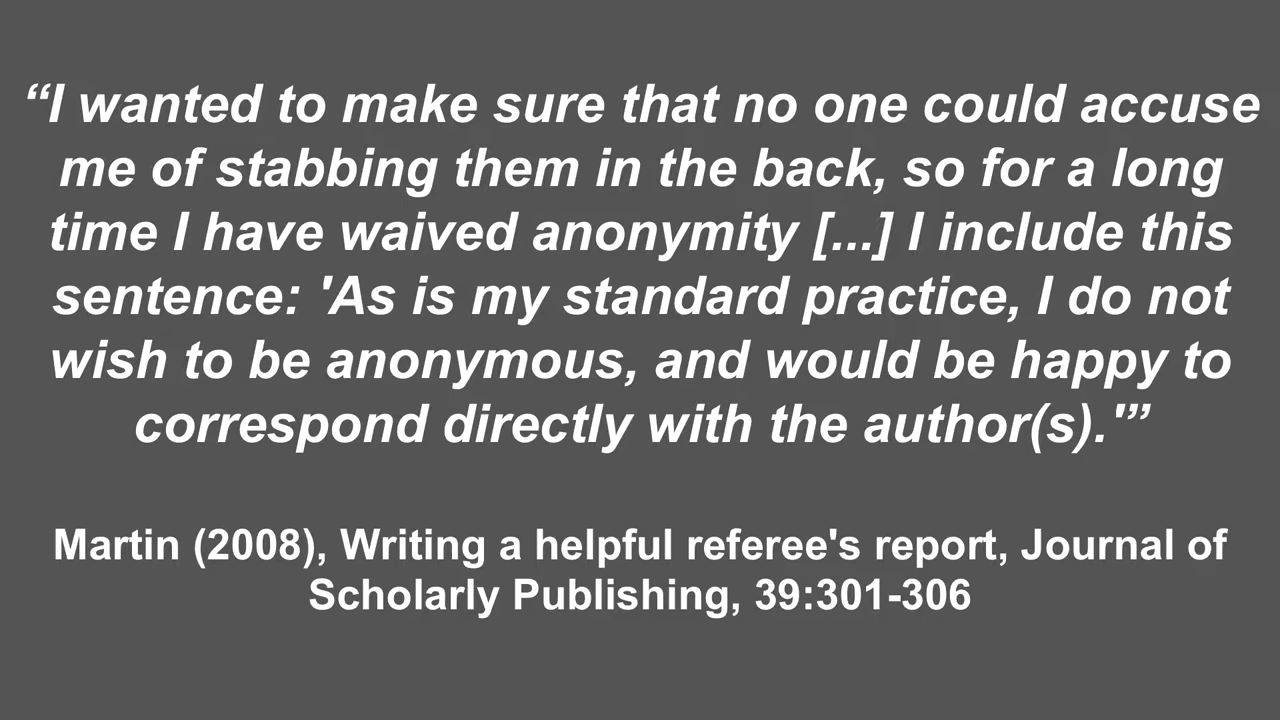 “I wanted to make sure that no one could accuse
me of stabbing them in the back, so for a long
time I have waived anonymity [...] I include this
sentence: 'As is my standard practice, I do not
wish to be anonymous, and would be happy to
correspond directly with the author(s).'”
Martin (2008), Writing a helpful referee's report, Journal of
Scholarly Publishing, 39:301-306